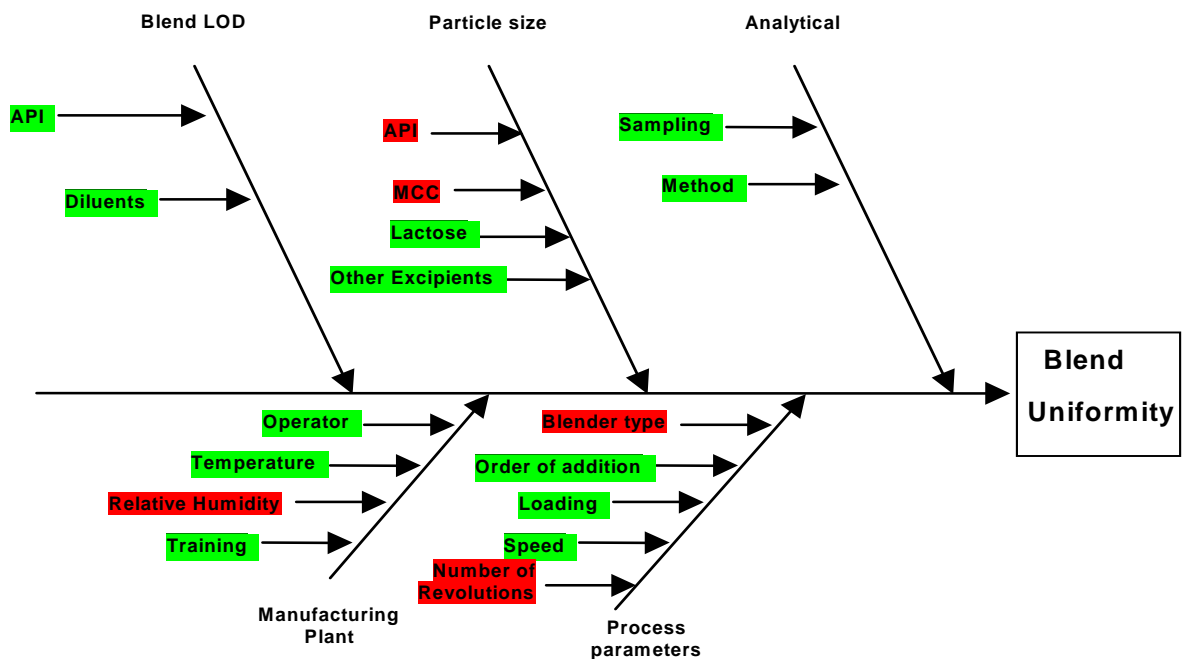 Blend LOD
Particle size
Analytical
API
Diluents
API
MCC
Lactose
Other Excipients
Sampling
Method
Blend
Uniformity
Operator
Temperature
Relative Humidity
Training
Manufacturing
Plant
Blender type
Order of addition
Loading
Speed
Number of
Revolutions
Process
parameters